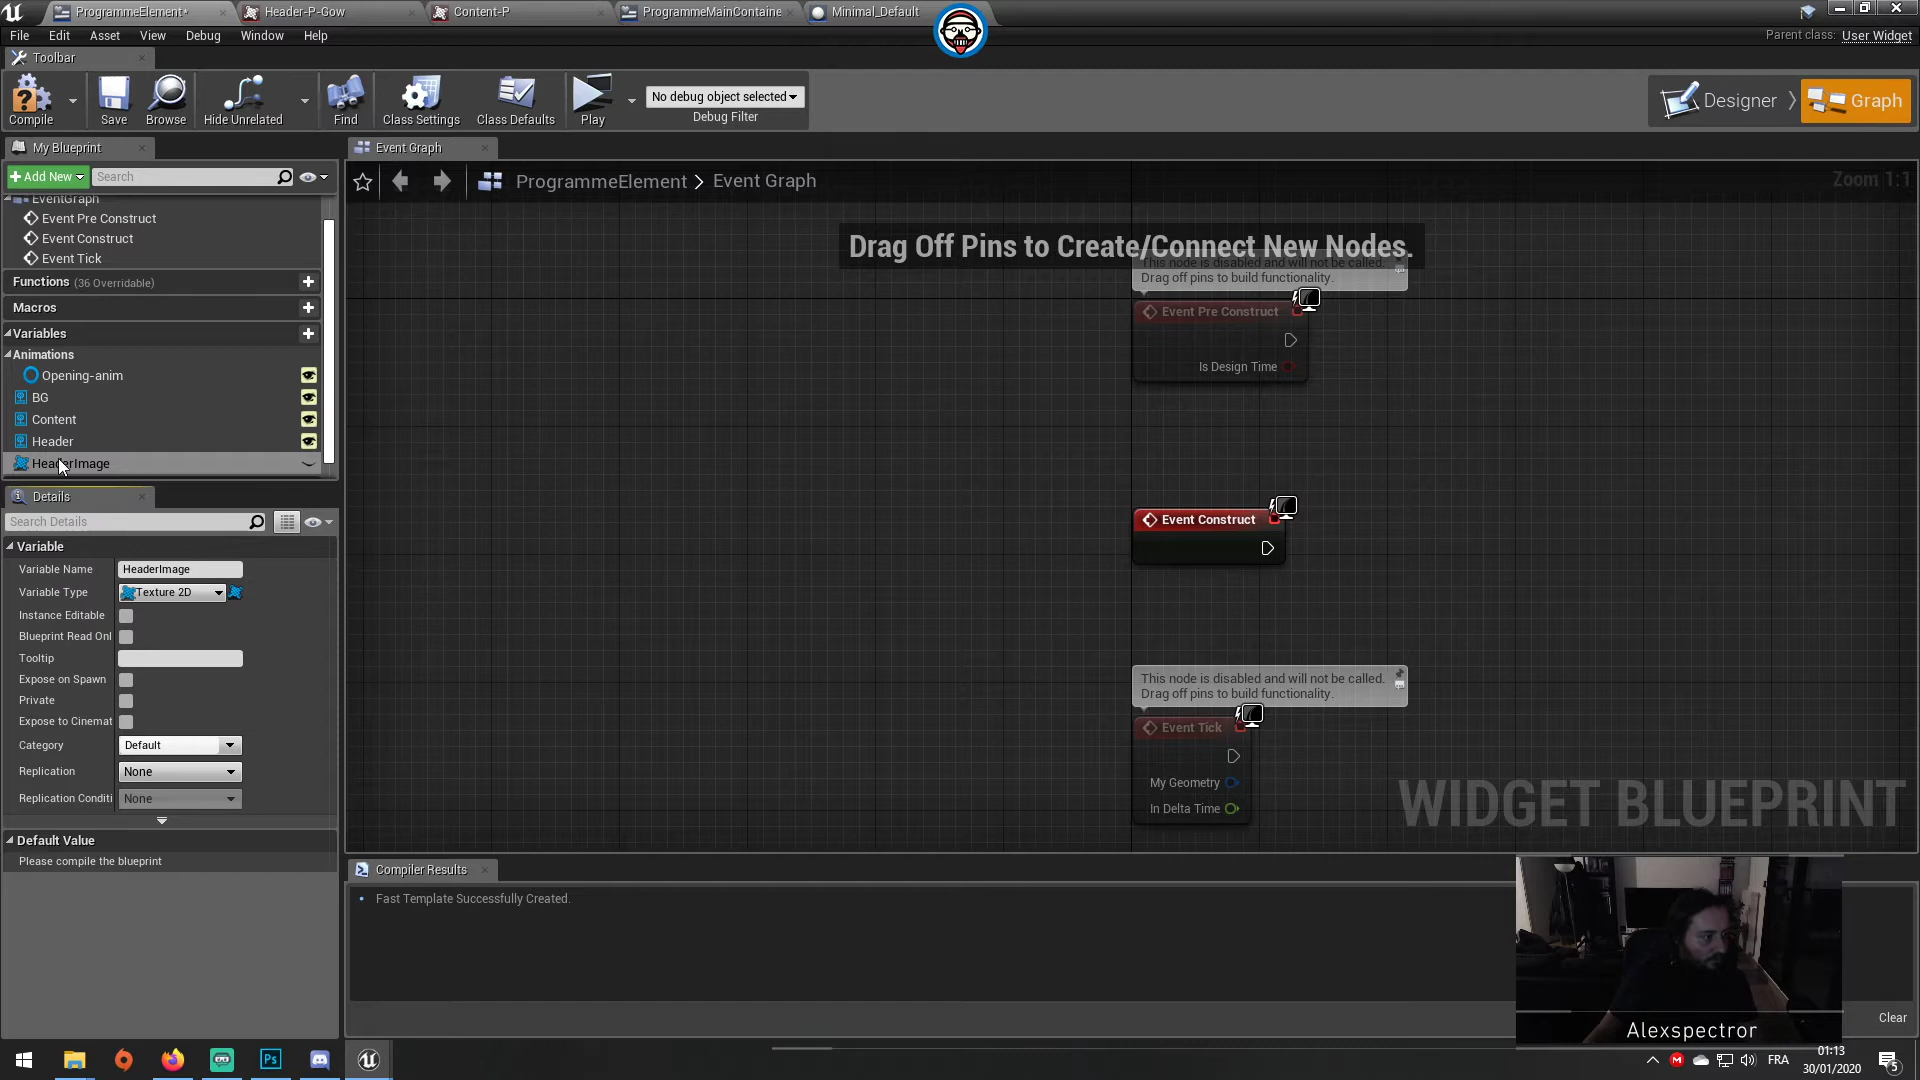 ProgrammeElement*
Header-P-Gow
Content-P
ProgrammeMainContaine
Minimal_Default
File Edit Asset View Debug Window Help
Parent class: User Widget
Toolbar
Compile
Save
Browse
Hide Unrelated
Find
Class Settings
Class Defaults
Play
No debug object selected
Debug Filter
Designer
Graph
My Blueprint
Event Graph
+ Add New
Search
ProgrammeElement > Event Graph
Zoom 1:1
EventGraph
Event Pre Construct
Event Construct
Event Tick
Functions (36 Overridable)
Macros
Variables
Animations
Opening-anim
BG
Content
Header
HeaderImage
Details
Search Details
Variable
Variable Name HeaderImage
Variable Type Texture 2D
Instance Editable
Blueprint Read Onl
Tooltip
Expose on Spawn
Private
Expose to Cinemat
Category Default
Replication None
Replication Conditi None
Default Value
Please compile the blueprint
Drag Off Pins to Create/Connect New Nodes.
This node is disabled and will not be called.
Drag off pins to build functionality.
Event Pre Construct
Is Design Time
Event Construct
This node is disabled and will not be called.
Drag off pins to build functionality.
Event Tick
My Geometry
In Delta Time
WIDGET BLUEPRINT
Compiler Results
Fast Template Successfully Created.
Clear
Alexspectror
Ps
FRA
01:13
30/01/2020
5